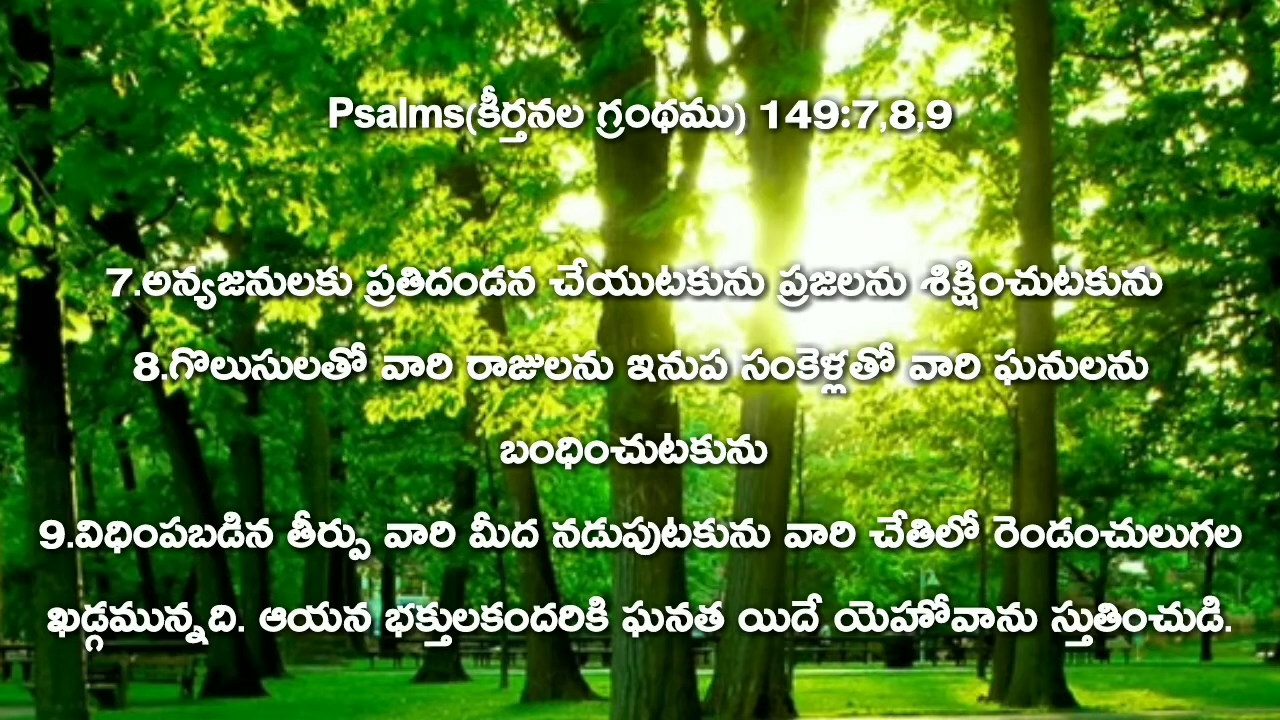 Psalms(కీర్తనల గ్రంథము) 149:7,8,9
7.అన్యజనులకు ప్రతిదండన చేయుటకును ప్రజలను శిక్షించుటకును
8.గొలుసులతో వారి రాజులను ఇనుప సంకెళ్లతో వారి ఘనులను
బంధించుటకును
9.విధింపబడిన తీర్పు వారి మీద నడుపుటకును వారి చేతిలో రెండంచులుగల
ఖడ్గమున్నది. ఆయన భక్తులకందరికి ఘనత యిదే యెహోవాను స్తుతించుడి.